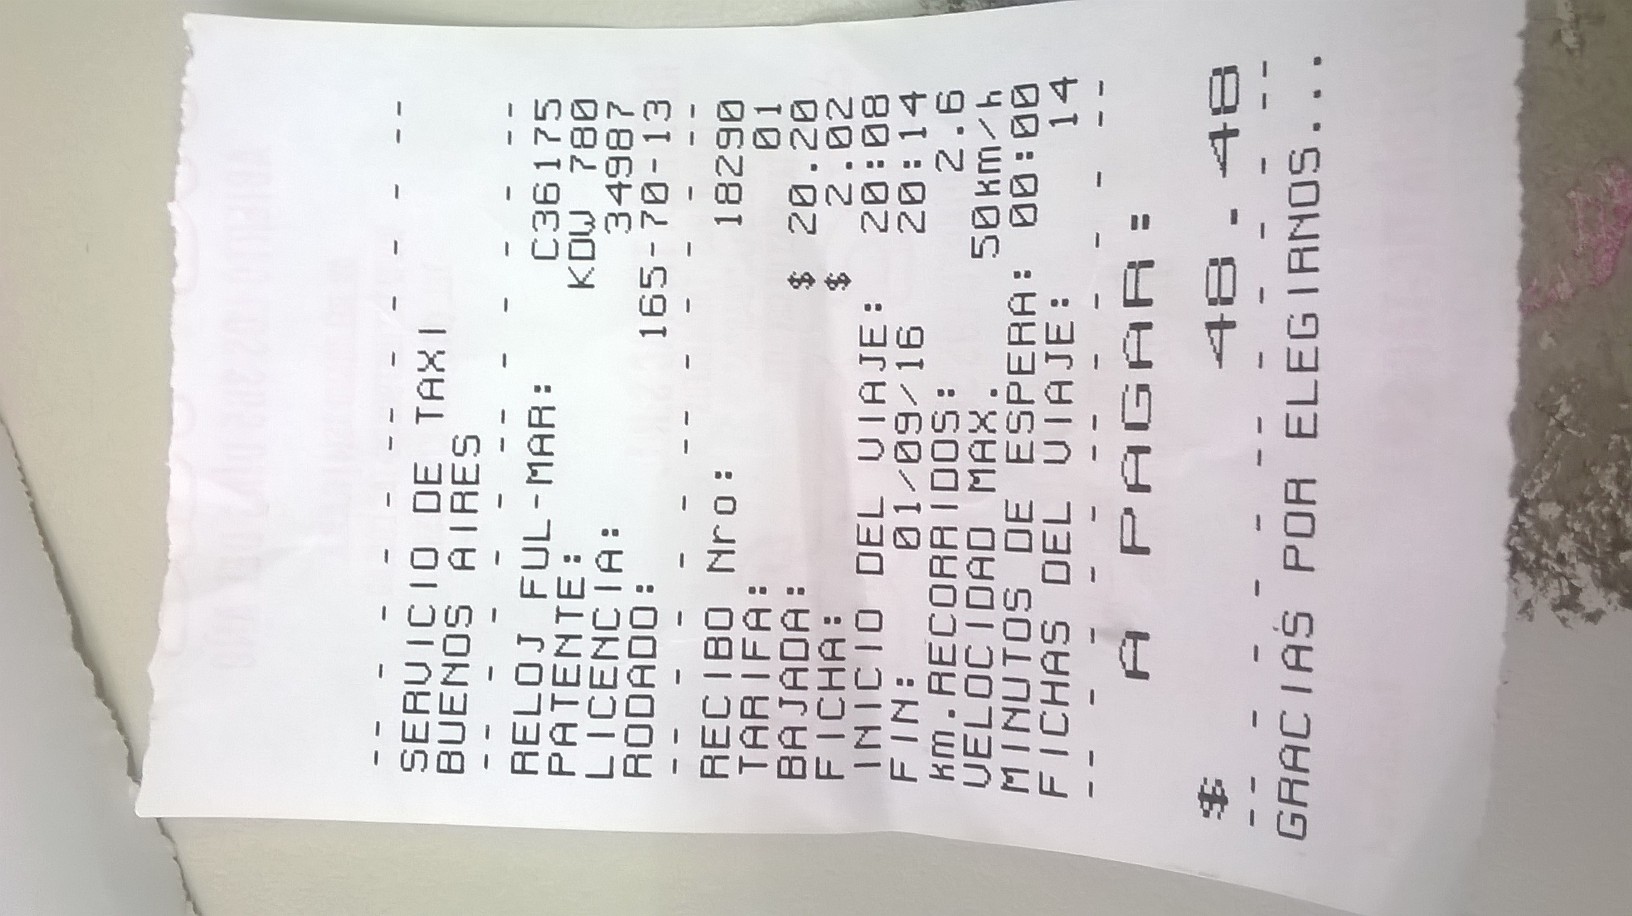 -- - - - -- - - - --
SERVICIO DE TAXI
BUENOS AIRES
-- - - - -- - - - --
RELOJ FUL-MAR: C36175
PATENTE: KDW 780
LICENCIA: 34987
RODADO: 165-70-13
-- - - - -- - - - --
RECIBO Nro: 18290
TARIFA: 01
BAJADA: $ 20.20
FICHA: $ 2.02
INICIO DEL VIAJE: 20:08
FIN: 01/09/16 20:14
km.RECORRIDOS: 2.6
VELOCIDAD MAX. 50km/h
MINUTOS DE ESPERA: 00:00
FICHAS DEL VIAJE: 14
-- - - - -- - - - --
A PAGAR:
$ 48.48
-- - - - -- - - - --
GRACIAS POR ELEGIRNOS...